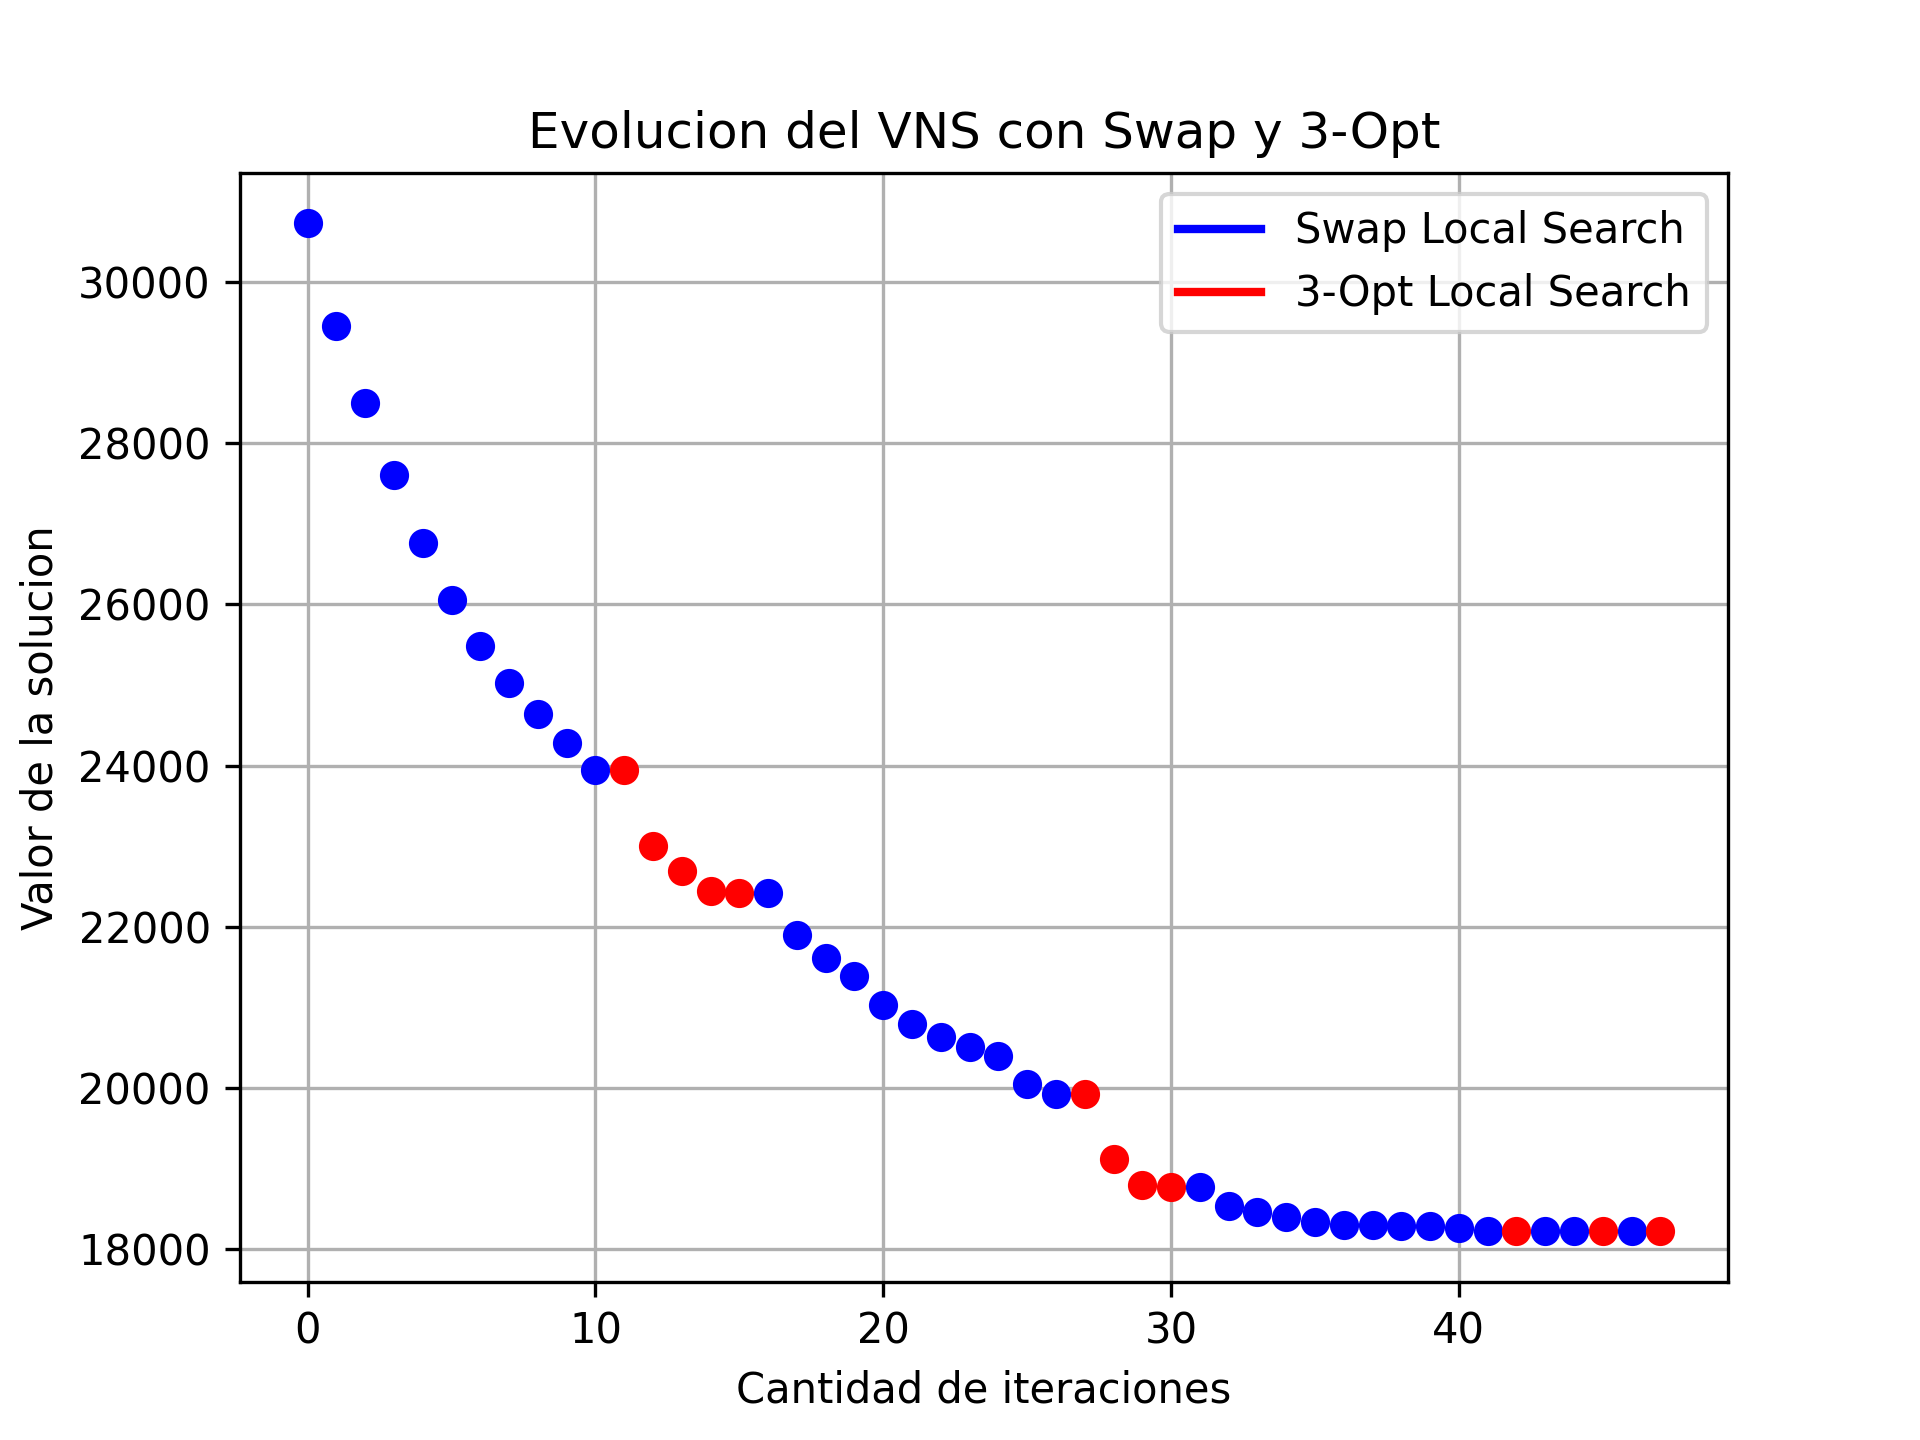 Evolucion del VNS con Swap y 3-Opt
Swap Local Search
3-Opt Local Search
Valor de la solucion
30000
28000
26000
24000
22000
20000
18000
0 10 20 30 40
Cantidad de iteraciones